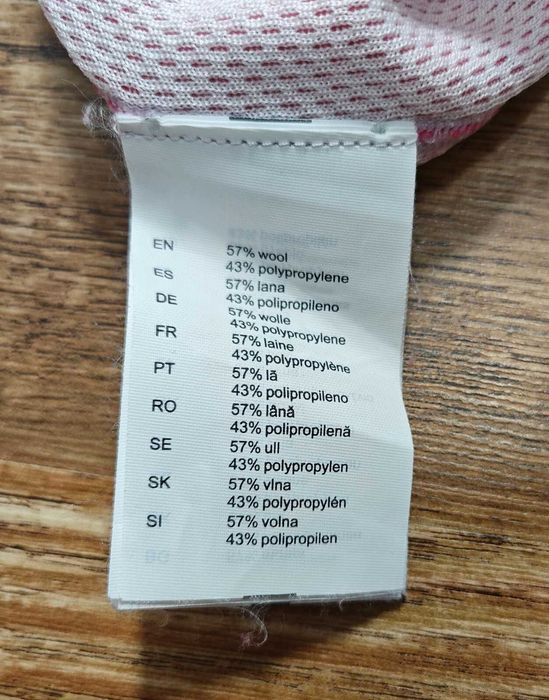 EN 57% wool
43% polypropylene
ES 57% lana
43% polipropileno
DE 57% wolle
43% polypropylene
FR 57% laine
43% polypropylène
PT 57% lã
43% polipropileno
RO 57% lână
43% polipropilenă
SE 57% ull
43% polypropylen
SK 57% vlna
43% polypropylén
SI 57% volna
43% polipropilen
BG